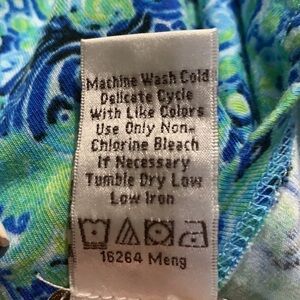 Machine Wash Cold
Delicate Cycle
With Like Colors
Use Only Non-
Chlorine Bleach
If Necessary
Tumble Dry Low
Low Iron
16264 Meng